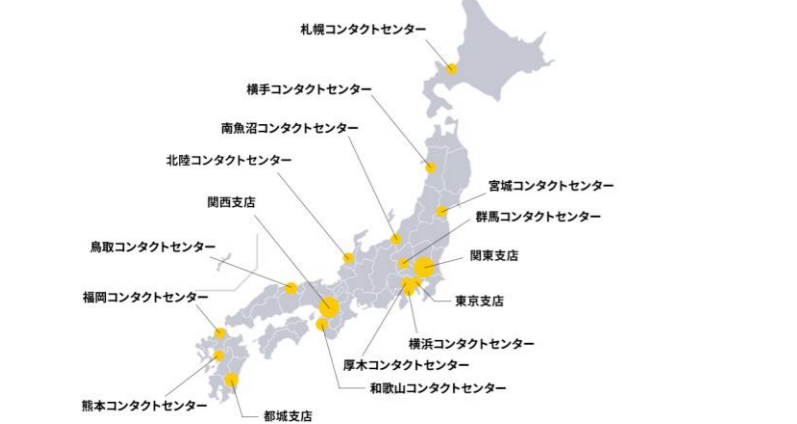 札幌コンタクトセンター
横手コンタクトセンター
南魚沼コンタクトセンター
北陸コンタクトセンター
宮城コンタクトセンター
関西支店
群馬コンタクトセンター
鳥取コンタクトセンター
関東支店
福岡コンタクトセンター
東京支店
横浜コンタクトセンター
厚木コンタクトセンター
和歌山コンタクトセンター
熊本コンタクトセンター
都城支店